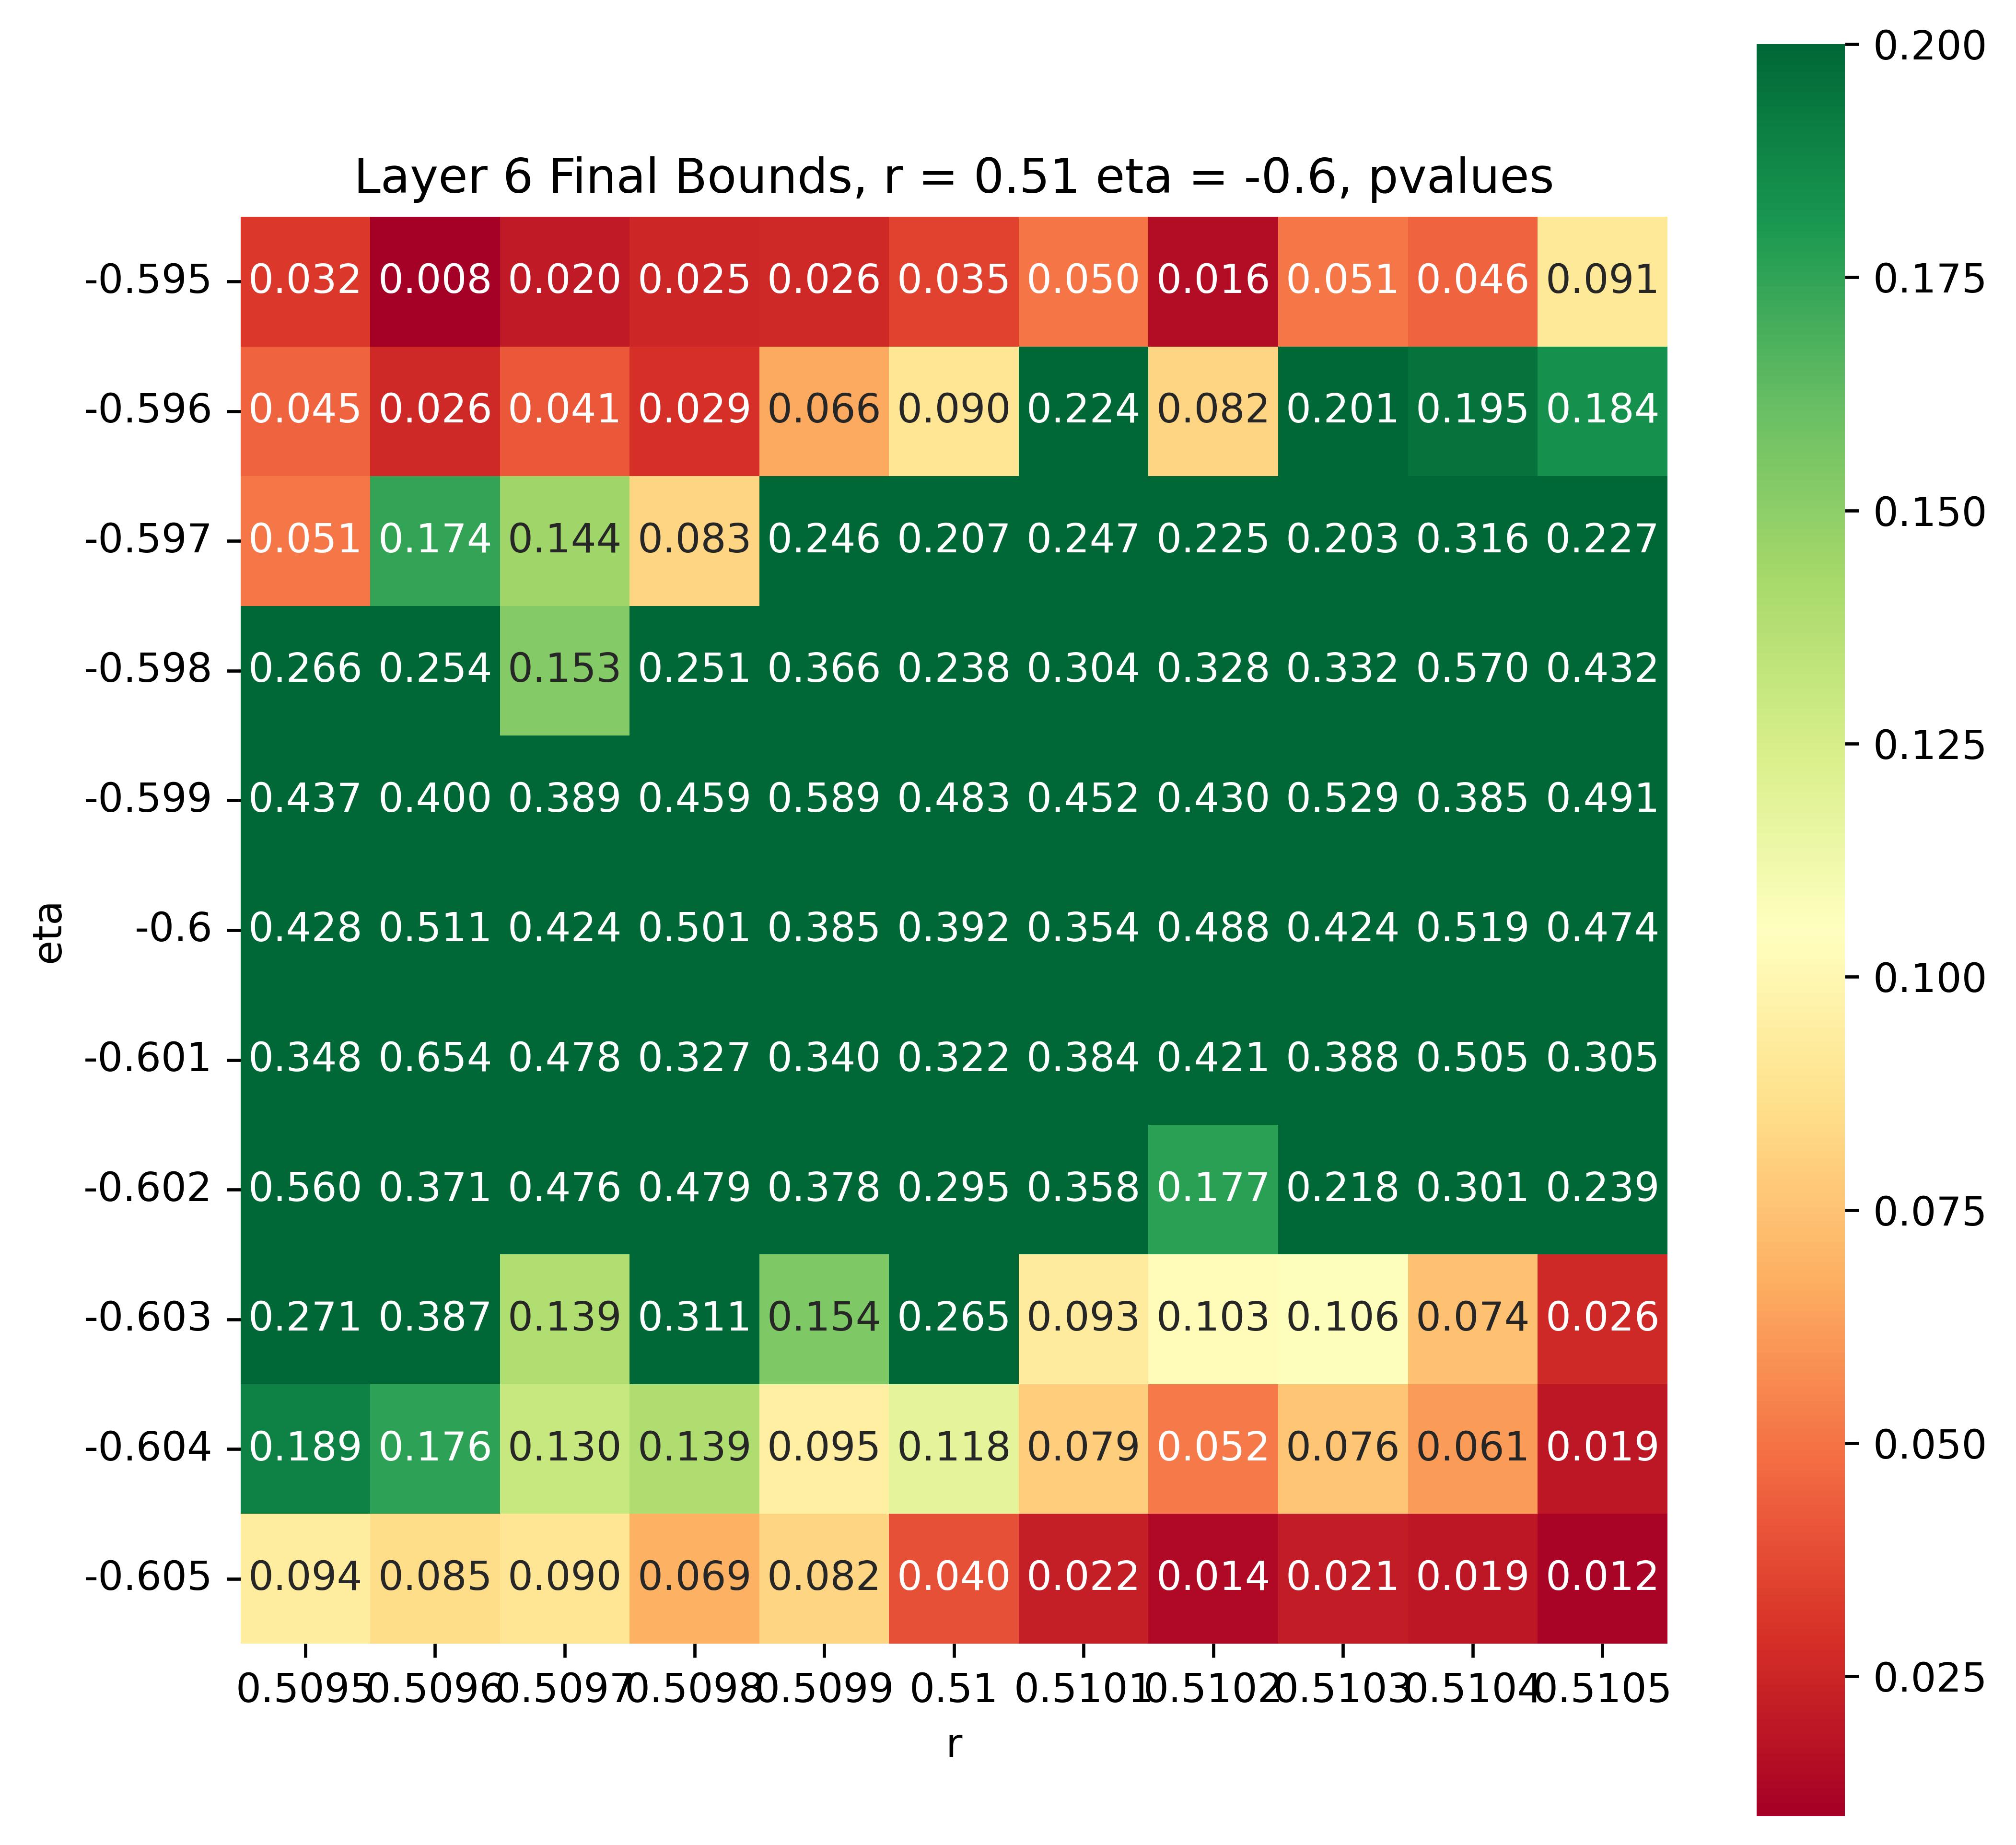 Layer 6 Final Bounds, r = 0.51 eta = -0.6, pvalues
-0.595 0.032 0.008 0.020 0.025 0.026 0.035 0.050 0.016 0.051 0.046 0.091
-0.596 0.045 0.026 0.041 0.029 0.066 0.090 0.224 0.082 0.201 0.195 0.184
-0.597 0.051 0.174 0.144 0.083 0.246 0.207 0.247 0.225 0.203 0.316 0.227
-0.598 0.266 0.254 0.153 0.251 0.366 0.238 0.304 0.328 0.332 0.570 0.432
-0.599 0.437 0.400 0.389 0.459 0.589 0.483 0.452 0.430 0.529 0.385 0.491
-0.6 0.428 0.511 0.424 0.501 0.385 0.392 0.354 0.488 0.424 0.519 0.474
-0.601 0.348 0.654 0.478 0.327 0.340 0.322 0.384 0.421 0.388 0.505 0.305
-0.602 0.560 0.371 0.476 0.479 0.378 0.295 0.358 0.177 0.218 0.301 0.239
-0.603 0.271 0.387 0.139 0.311 0.154 0.265 0.093 0.103 0.106 0.074 0.026
-0.604 0.189 0.176 0.130 0.139 0.095 0.118 0.079 0.052 0.076 0.061 0.019
-0.605 0.094 0.085 0.090 0.069 0.082 0.040 0.022 0.014 0.021 0.019 0.012
0.5095 0.5096 0.5097 0.5098 0.5099 0.51 0.5101 0.5102 0.5103 0.5104 0.5105
r
eta
0.200
0.175
0.150
0.125
0.100
0.075
0.050
0.025